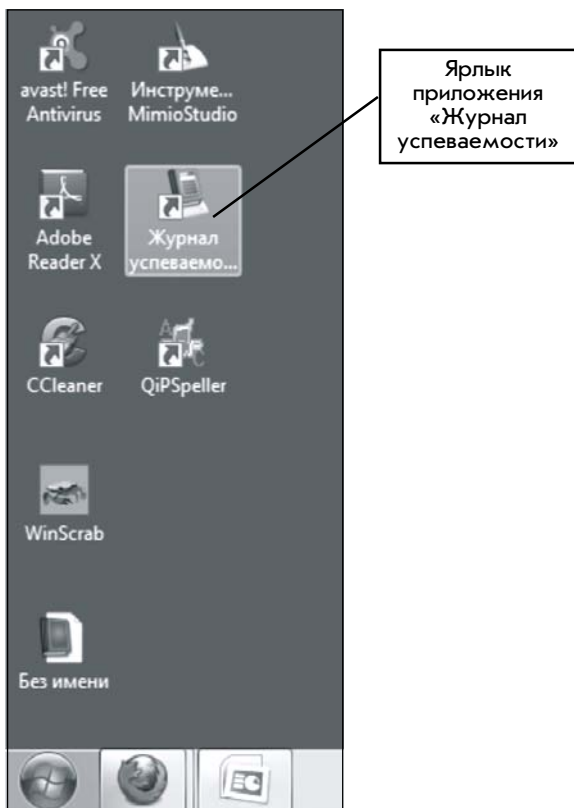 avast! Free
Antivirus
Инструме...
MimioStudio
Ярлык
приложения
«Журнал
успеваемости»
Adobe
Reader X
Журнал
успеваемо...
CCleaner
QiPSpeller
WinScrab
Без имени